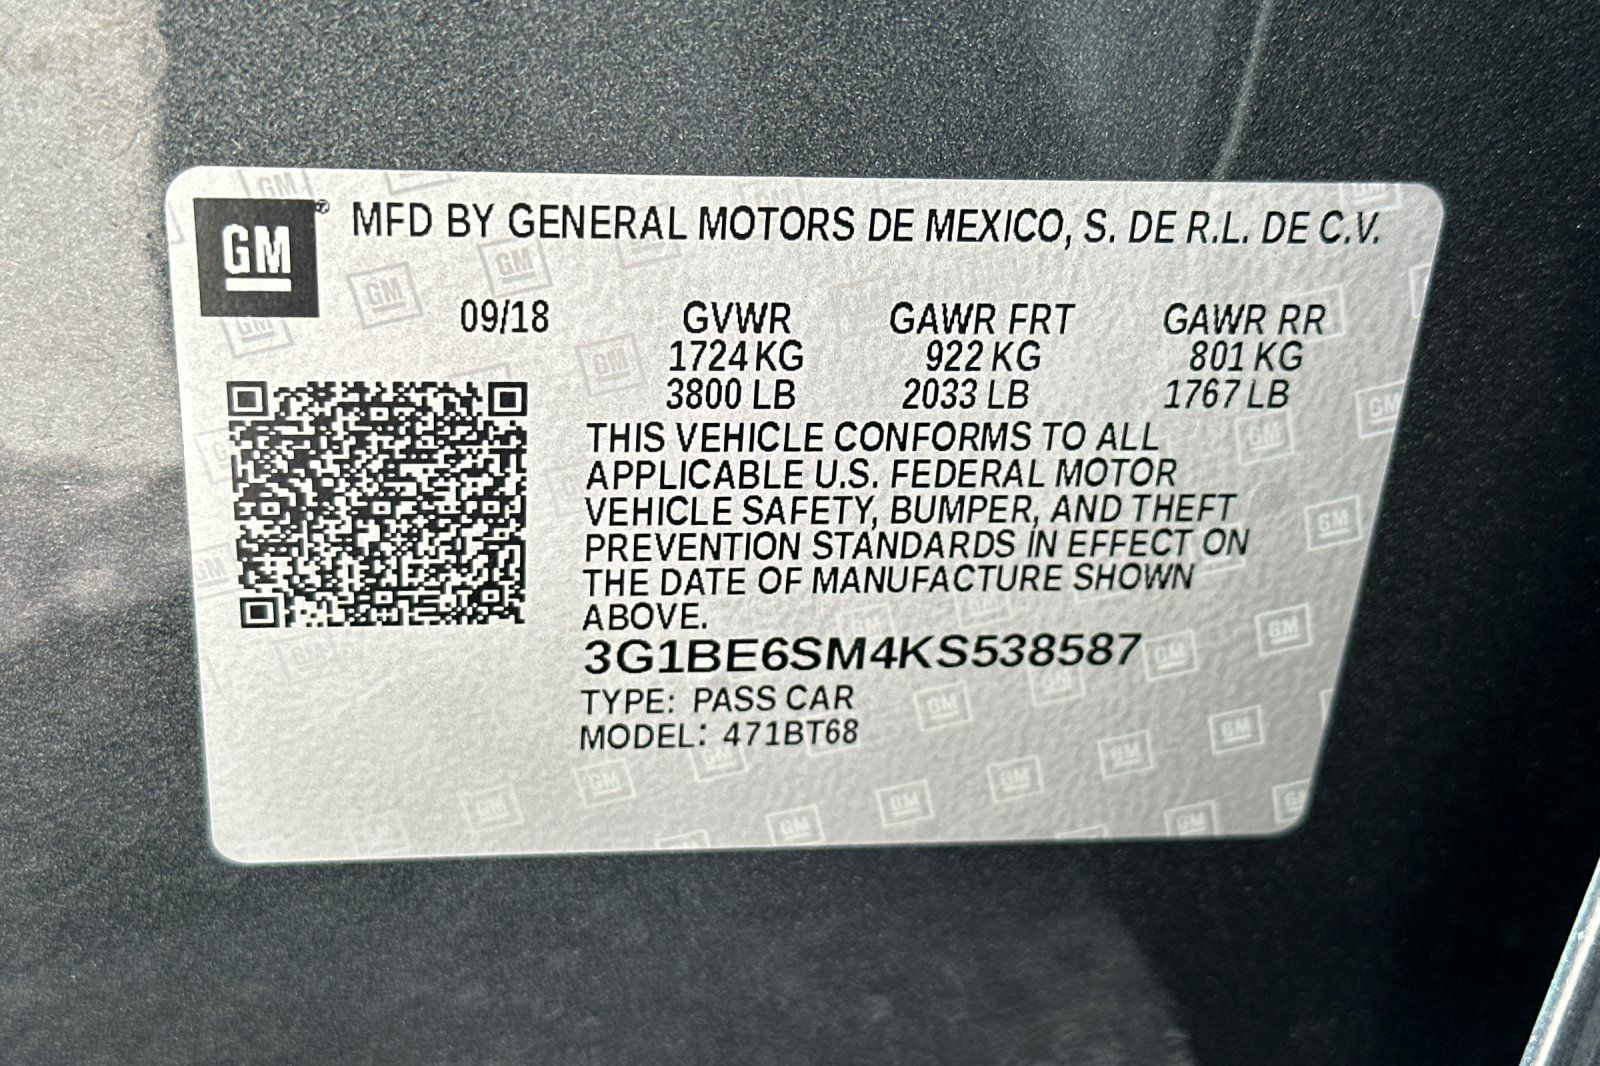 GM® MFD BY GENERAL MOTORS DE MEXICO, S. DE R.L. DE C.V.
09/18 GVWR GAWR FRT GAWR RR
1724 KG 922 KG 801 KG
3800 LB 2033 LB 1767 LB
THIS VEHICLE CONFORMS TO ALL
APPLICABLE U.S. FEDERAL MOTOR
VEHICLE SAFETY, BUMPER, AND THEFT
PREVENTION STANDARDS IN EFFECT ON
THE DATE OF MANUFACTURE SHOWN
ABOVE.
3G1BE6SM4KS538587
TYPE: PASS CAR
MODEL: 471BT68